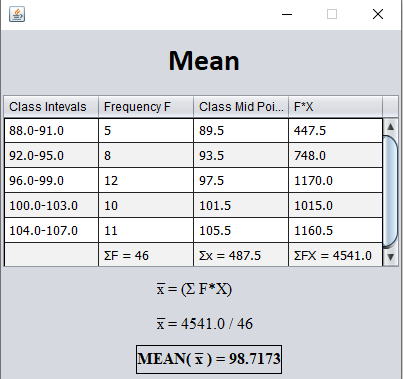 Mean
Class Intevals Frequency F Class Mid Poi... F*X
88.0-91.0 5 89.5 447.5
92.0-95.0 8 93.5 748.0
96.0-99.0 12 97.5 1170.0
100.0-103.0 10 101.5 1015.0
104.0-107.0 11 105.5 1160.5
ΣF = 46 Σx = 487.5 ΣFX = 4541.0
x̅ = (Σ F*X)
x̅ = 4541.0 / 46
MEAN( x̅ ) = 98.7173